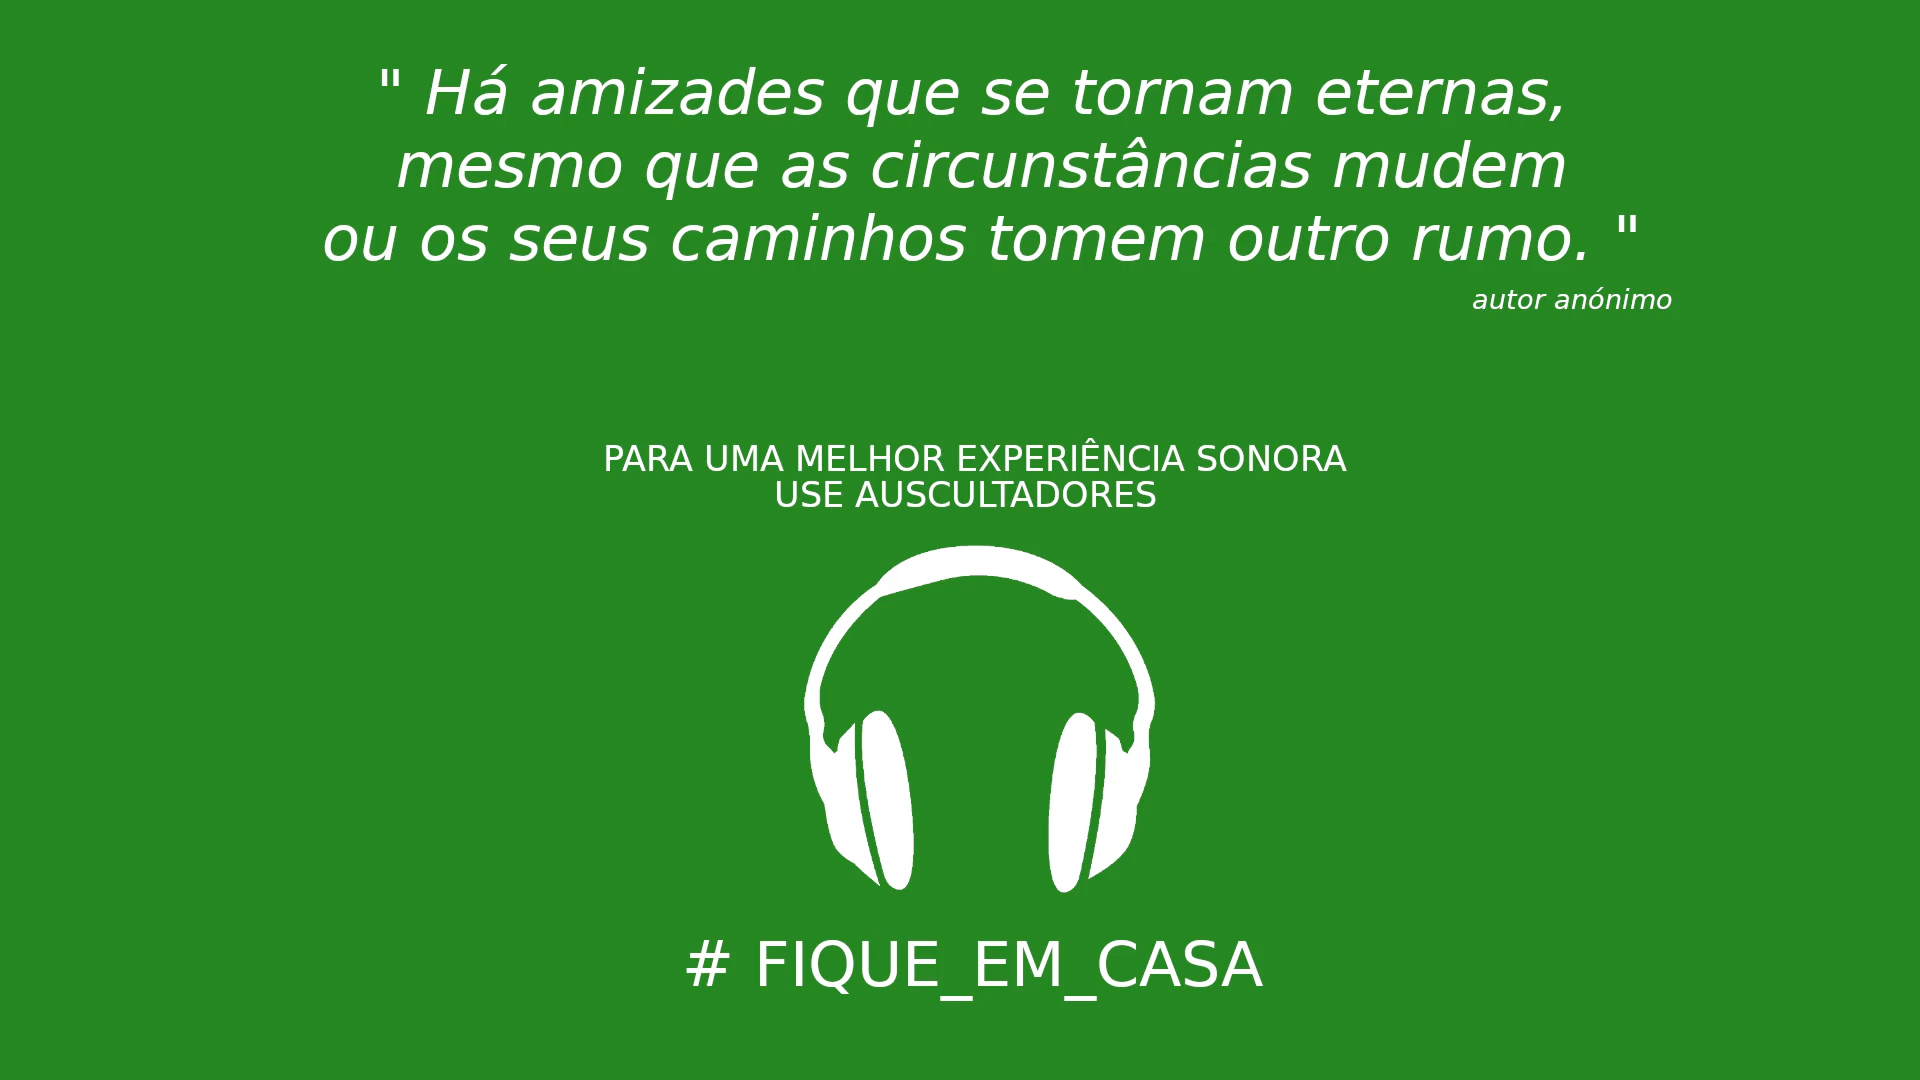 " Há amizades que se tornam eternas,
mesmo que as circunstâncias mudem
ou os seus caminhos tomem outro rumo. "
autor anónimo
PARA UMA MELHOR EXPERIÊNCIA SONORA
USE AUSCULTADORES
# FIQUE_EM_CASA